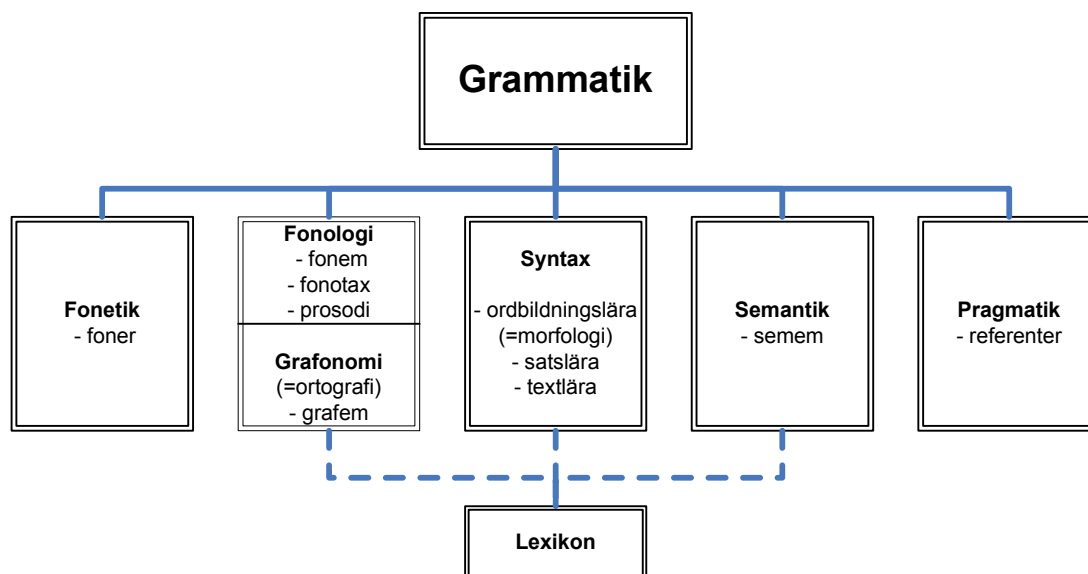 Grammatik
Fonetik
- foner
Fonologi
- fonem
- fonotax
- prosodi
Grafonomi
(=ortografi)
- grafem
Syntax
- ordbildningslära
(=morfologi)
- satslära
- textlära
Semantik
- semem
Pragmatik
- referenter
Lexikon